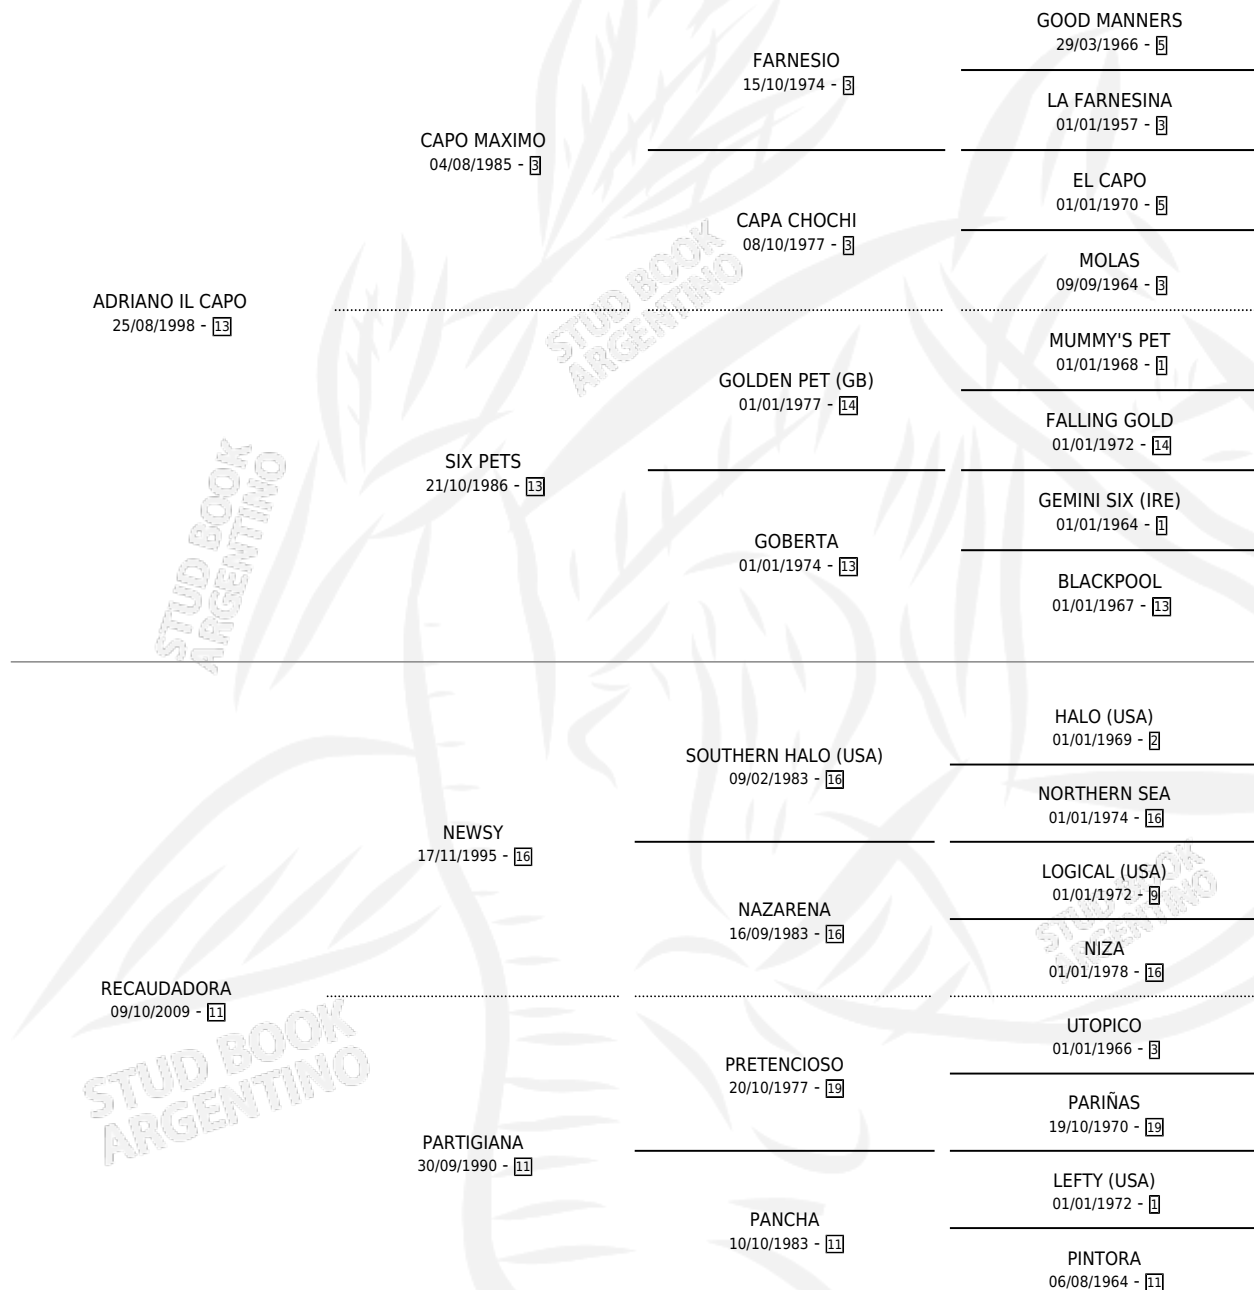 GOOD MANNERS
29/03/1966 - 5
FARNESIO
15/10/1974 - 3
LA FARNESINA
01/01/1957 - 3
CAPO MAXIMO
04/08/1985 - 3
EL CAPO
01/01/1970 - 5
CAPA CHOCHI
08/10/1977 - 3
MOLAS
09/09/1964 - 3
ADRIANO IL CAPO
25/08/1998 - 13
STUD BOOK
ARGENTINO
MUMMY'S PET
01/01/1968 - 1
GOLDEN PET (GB)
01/01/1977 - 14
FALLING GOLD
01/01/1972 - 14
SIX PETS
21/10/1986 - 13
GEMINI SIX (IRE)
01/01/1964 - 1
GOBERTA
01/01/1974 - 13
BLACKPOOL
01/01/1967 - 13
STUD BOOK
ARGENTINO
HALO (USA)
01/01/1969 - 2
SOUTHERN HALO (USA)
09/02/1983 - 16
NORTHERN SEA
01/01/1974 - 16
NEWSY
17/11/1995 - 16
LOGICAL (USA)
01/01/1972 - 9
NAZARENA
16/09/1983 - 16
STUD BOOK
ARGENTINO
NIZA
01/01/1978 - 16
RECAUDADORA
09/10/2009 - 11
STUD BOOK
ARGENTINO
UTOPICO
01/01/1966 - 3
PRETENCIOSO
20/10/1977 - 19
PARIÑAS
19/10/1970 - 19
PARTIGIANA
30/09/1990 - 11
LEFTY (USA)
01/01/1972 - 1
PANCHA
10/10/1983 - 11
PINTORA
06/08/1964 - 11